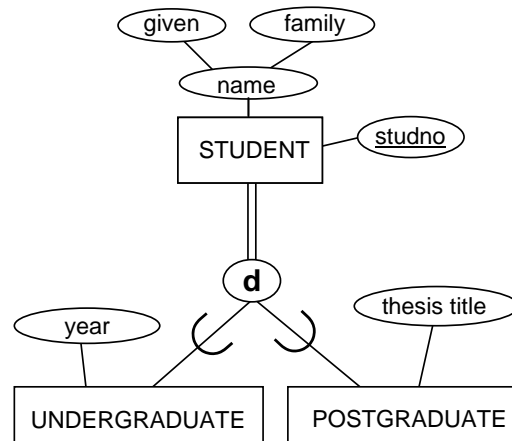 given
family
name
STUDENT
studno
d
thesis title
year
UNDERGRADUATE
POSTGRADUATE